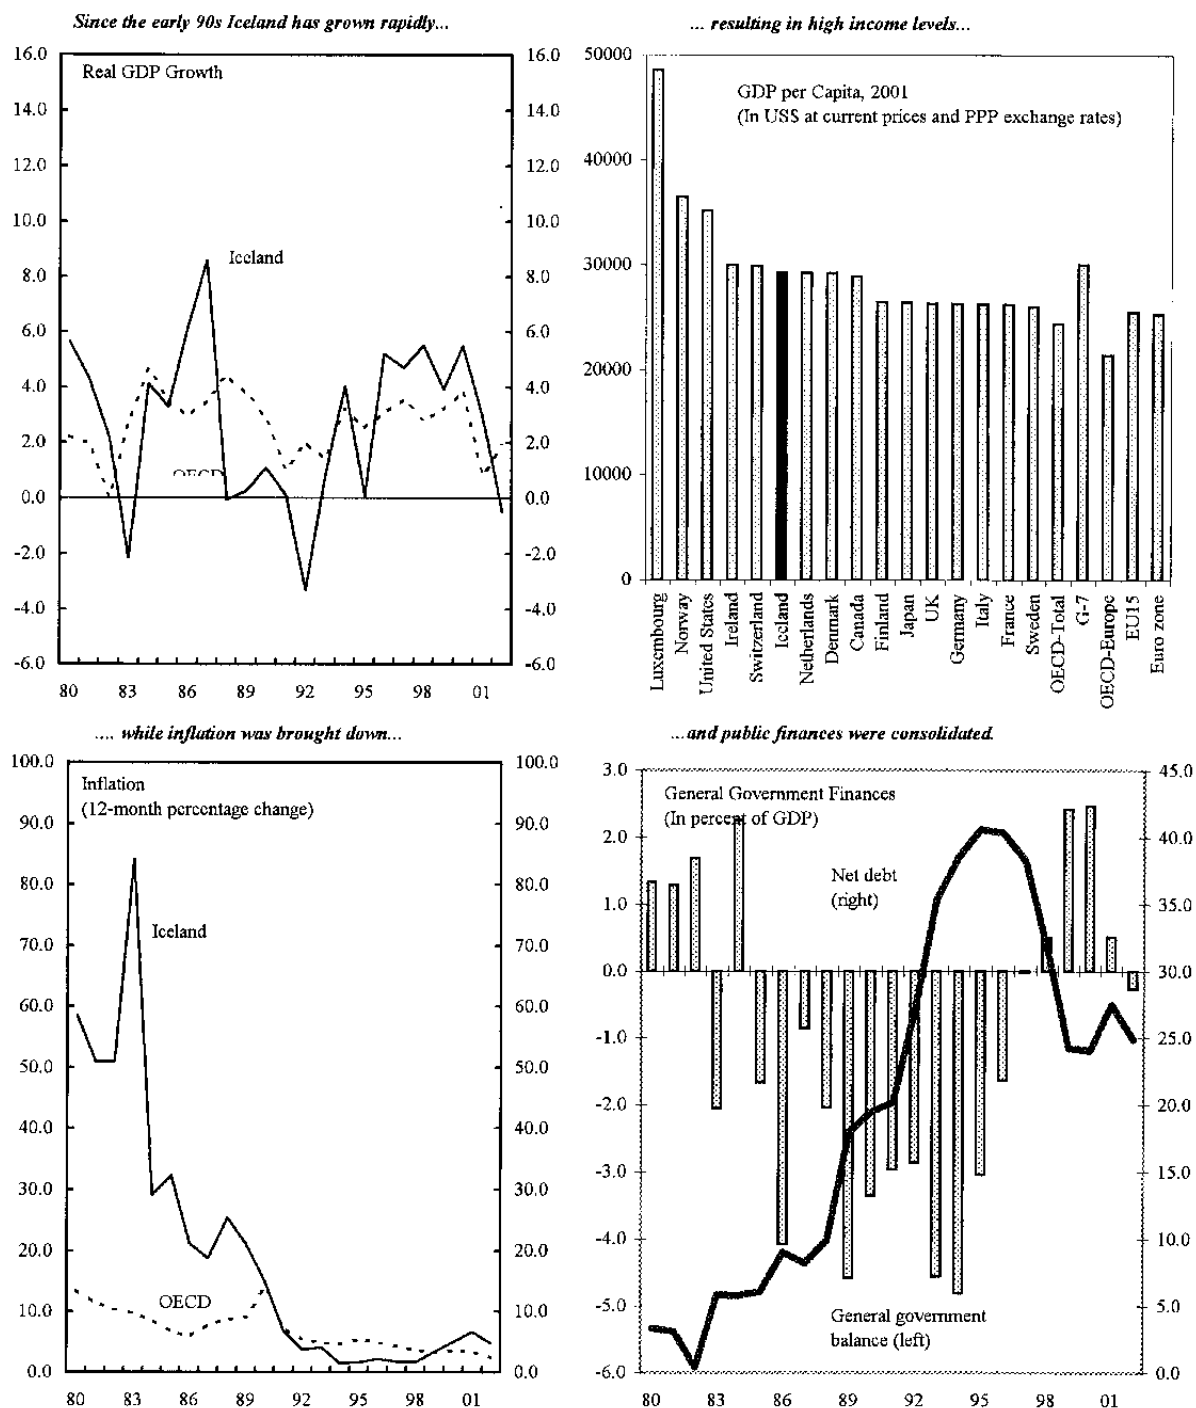 Since the early 90s Iceland has grown rapidly...
16.0
16.0
Real GDP Growth
14.0
14.0
12.0
12.0
10.0
10.0
Iceland
8.0
8.0
6.0
6.0
4.0
4.0
2.0
2.0
OECD
0.0
0.0
-2.0
-2.0
-4.0
-4.0
-6.0
-6.0
80 83 86 89 92 95 98 01
... resulting in high income levels...
50000
GDP per Capita, 2001
(In US$ at current prices and PPP exchange rates)
40000
30000
20000
10000
0
Luxembourg
Norway
United States
Ireland
Switzerland
Iceland
Netherlands
Denmark
Canada
Finland
Japan
UK
Germany
Italy
France
Sweden
OECD-Total
G-7
OECD-Europe
EU15
Euro zone
.... while inflation was brought down...
100.0
100.0
Inflation
(12-month percentage change)
90.0
90.0
80.0
80.0
Iceland
70.0
70.0
60.0
60.0
50.0
50.0
40.0
40.0
30.0
30.0
20.0
20.0
OECD
10.0
10.0
0.0
0.0
80 83 86 89 92 95 98 01
...and public finances were consolidated.
3.0
45.0
General Government Finances
(In percent of GDP)
2.0
40.0
Net debt
(right)
1.0
35.0
0.0
30.0
-1.0
25.0
-2.0
20.0
-3.0
15.0
-4.0
10.0
-5.0
5.0
General government
balance (left)
-6.0
0.0
80 83 86 89 92 95 98 01